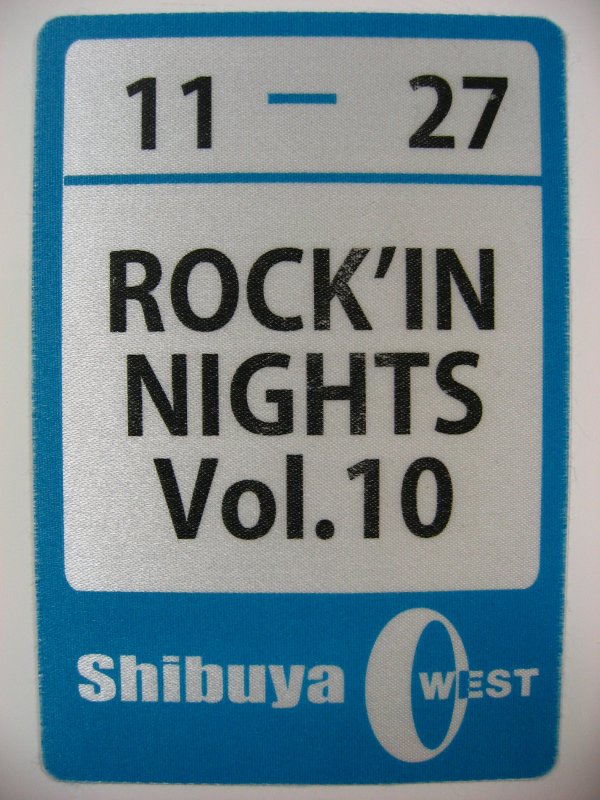 11 — 27
ROCK'IN
NIGHTS
Vol.10
Shibuya O WEST